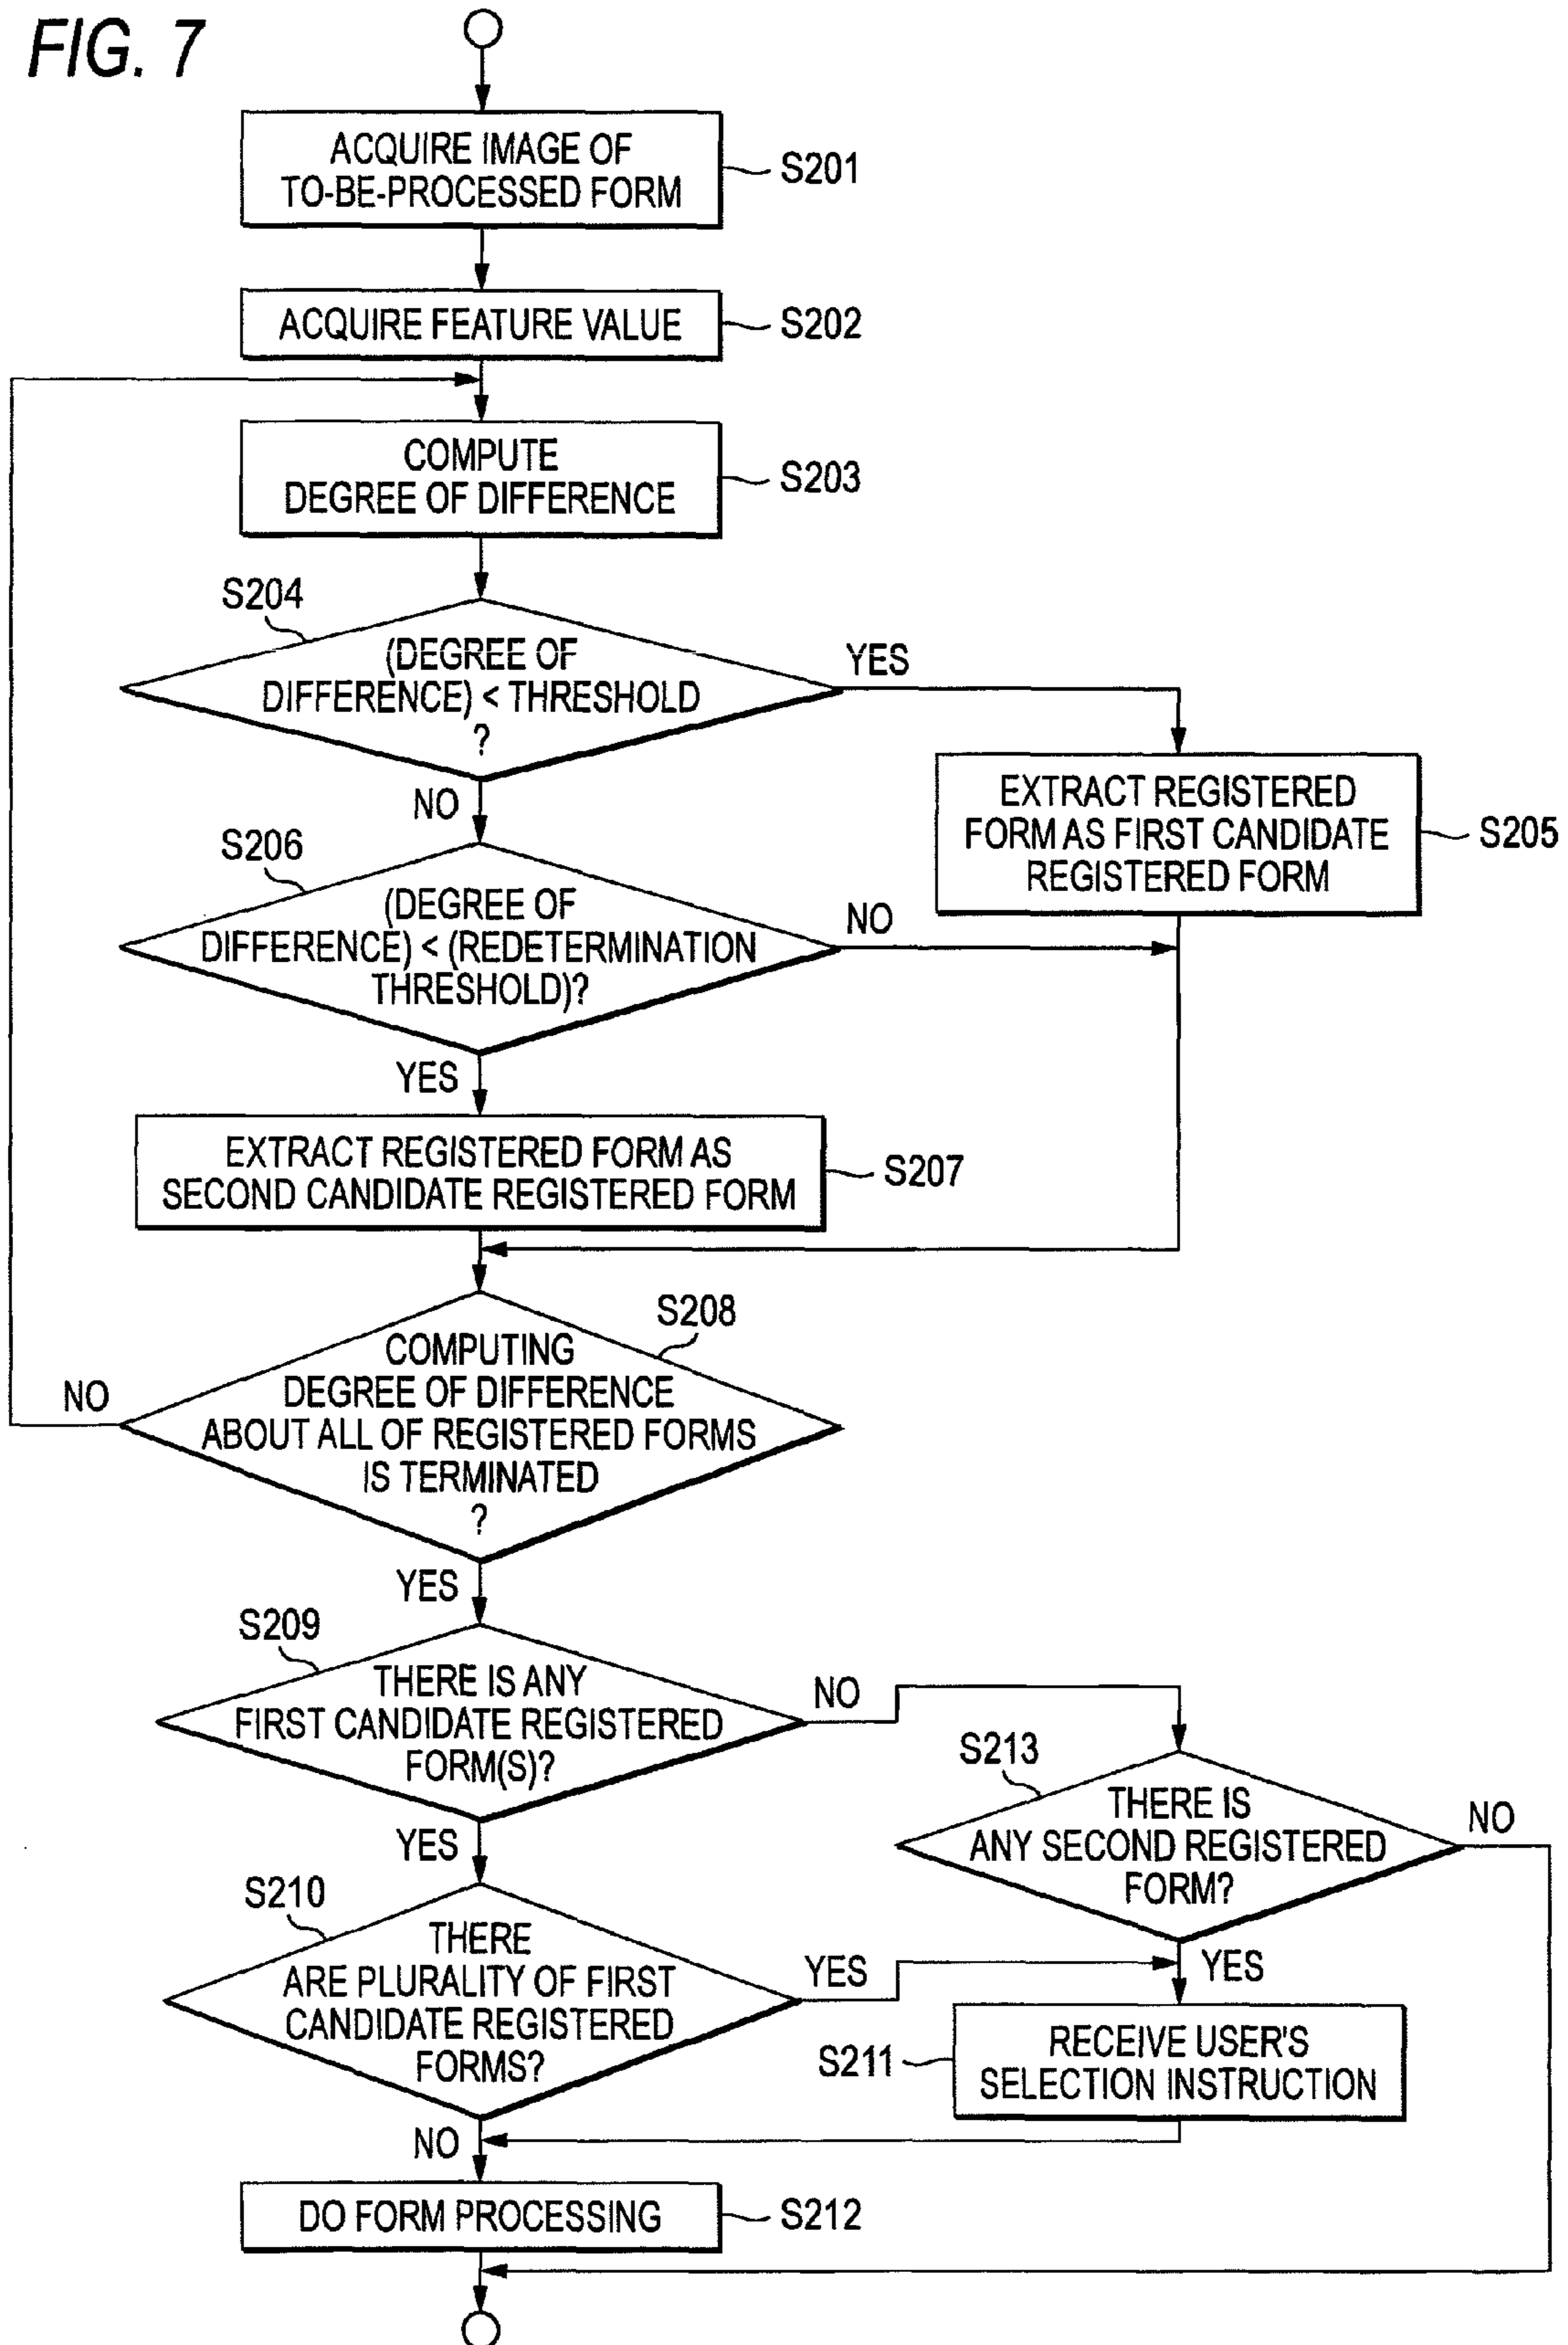 FIG. 7
ACQUIRE IMAGE OF
TO-BE-PROCESSED FORM
S201
ACQUIRE FEATURE VALUE
S202
COMPUTE
DEGREE OF DIFFERENCE
S203
S204
(DEGREE OF
DIFFERENCE) < THRESHOLD
?
YES
NO
EXTRACT REGISTERED
FORM AS FIRST CANDIDATE
REGISTERED FORM
S205
S206
(DEGREE OF
DIFFERENCE) < (REDETERMINATION
THRESHOLD)?
NO
YES
EXTRACT REGISTERED FORM AS
SECOND CANDIDATE REGISTERED FORM
S207
S208
COMPUTING
DEGREE OF DIFFERENCE
ABOUT ALL OF REGISTERED FORMS
IS TERMINATED
?
NO
YES
S209
THERE IS ANY
FIRST CANDIDATE REGISTERED
FORM(S)?
NO
YES
S213
THERE IS
ANY SECOND REGISTERED
FORM?
NO
YES
S210
THERE
ARE PLURALITY OF FIRST
CANDIDATE REGISTERED
FORMS?
YES
NO
S211
RECEIVE USER'S
SELECTION INSTRUCTION
DO FORM PROCESSING
S212